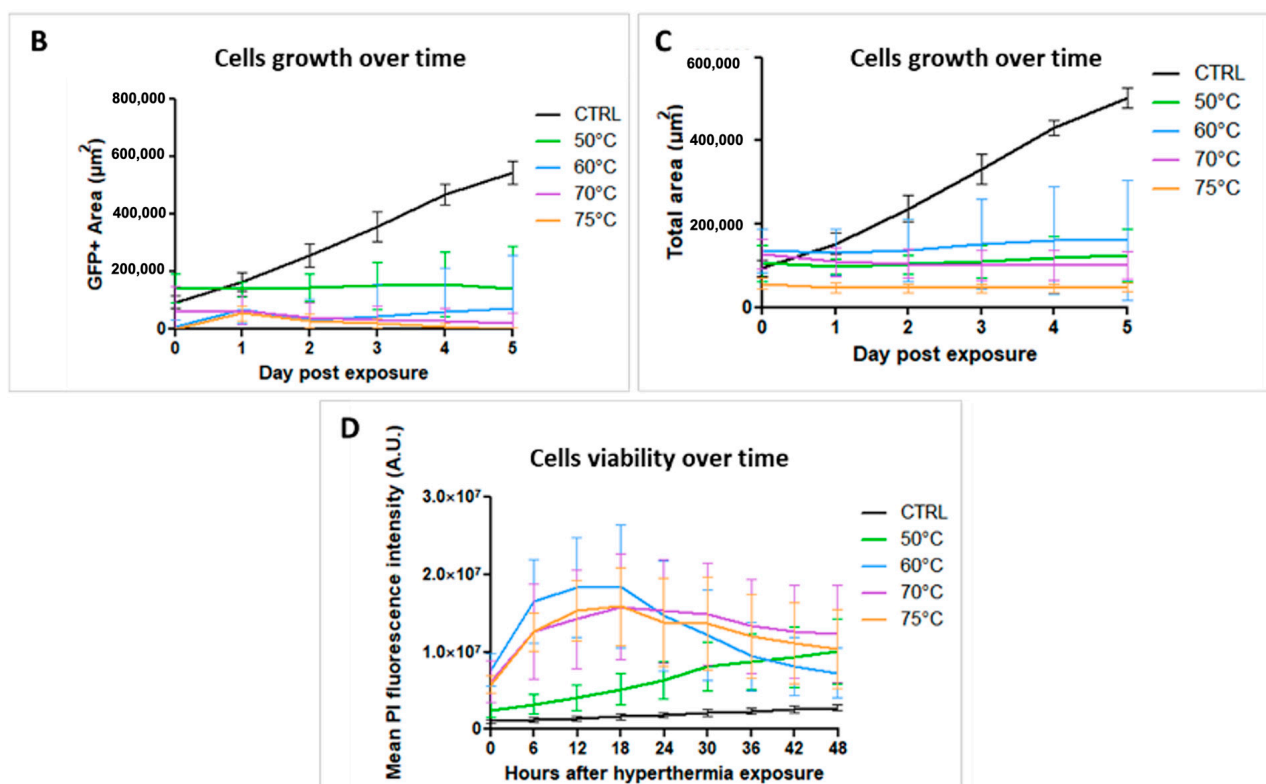 B
Cells growth over time
GFP+ Area (µm²)
800,000
600,000
400,000
200,000
0
0 1 2 3 4 5
Day post exposure
CTRL
50°C
60°C
70°C
75°C
C
Cells growth over time
Total area (µm²)
600,000
400,000
200,000
0
0 1 2 3 4 5
Day post exposure
CTRL
50°C
60°C
70°C
75°C
D
Cells viability over time
Mean PI fluorescence intensity (A.U.)
3.0×10⁷
2.0×10⁷
1.0×10⁷
0
0 6 12 18 24 30 36 42 48
Hours after hyperthermia exposure
CTRL
50°C
60°C
70°C
75°C